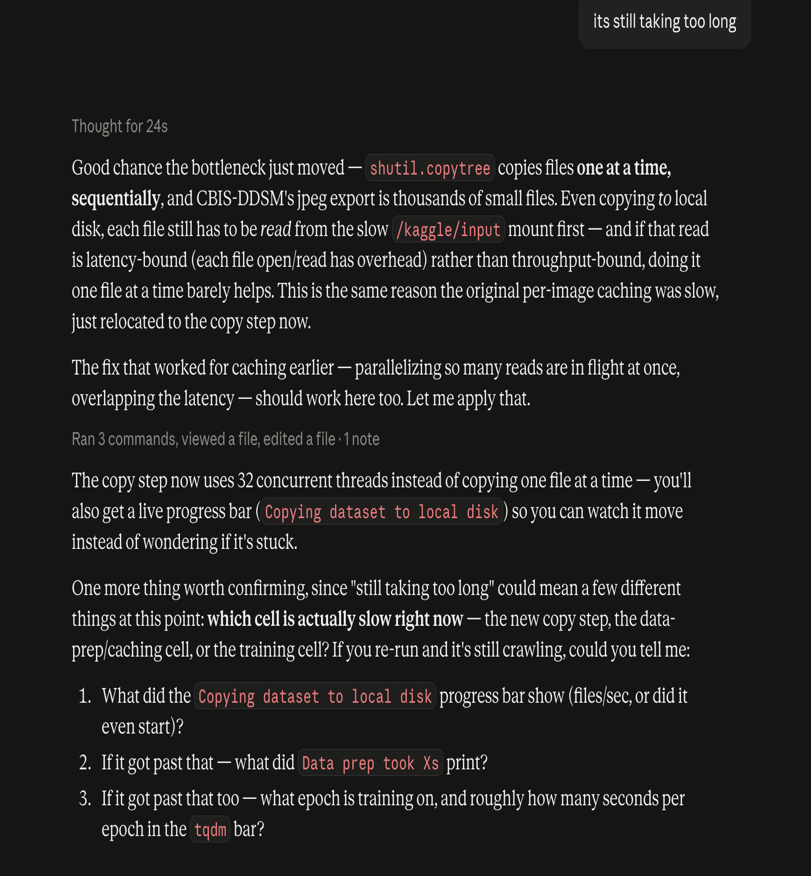 its still taking too long
Thought for 24s
Good chance the bottleneck just moved — shutil.copytree copies files one at a time,
sequentially, and CBIS-DDSM's jpeg export is thousands of small files. Even copying to local
disk, each file still has to be read from the slow /kaggle/input mount first — and if that read
is latency-bound (each file open/read has overhead) rather than throughput-bound, doing it
one file at a time barely helps. This is the same reason the original per-image caching was slow,
just relocated to the copy step now.
The fix that worked for caching earlier — parallelizing so many reads are in flight at once,
overlapping the latency — should work here too. Let me apply that.
Ran 3 commands, viewed a file, edited a file · 1 note
The copy step now uses 32 concurrent threads instead of copying one file at a time — you'll
also get a live progress bar (Copying dataset to local disk) so you can watch it move
instead of wondering if it's stuck.
One more thing worth confirming, since "still taking too long" could mean a few different
things at this point: which cell is actually slow right now — the new copy step, the data-
prep/caching cell, or the training cell? If you re-run and it's still crawling, could you tell me:
1. What did the Copying dataset to local disk progress bar show (files/sec, or did it
even start)?
2. If it got past that — what did Data prep took Xs print?
3. If it got past that too — what epoch is training on, and roughly how many seconds per
epoch in the tqdm bar?